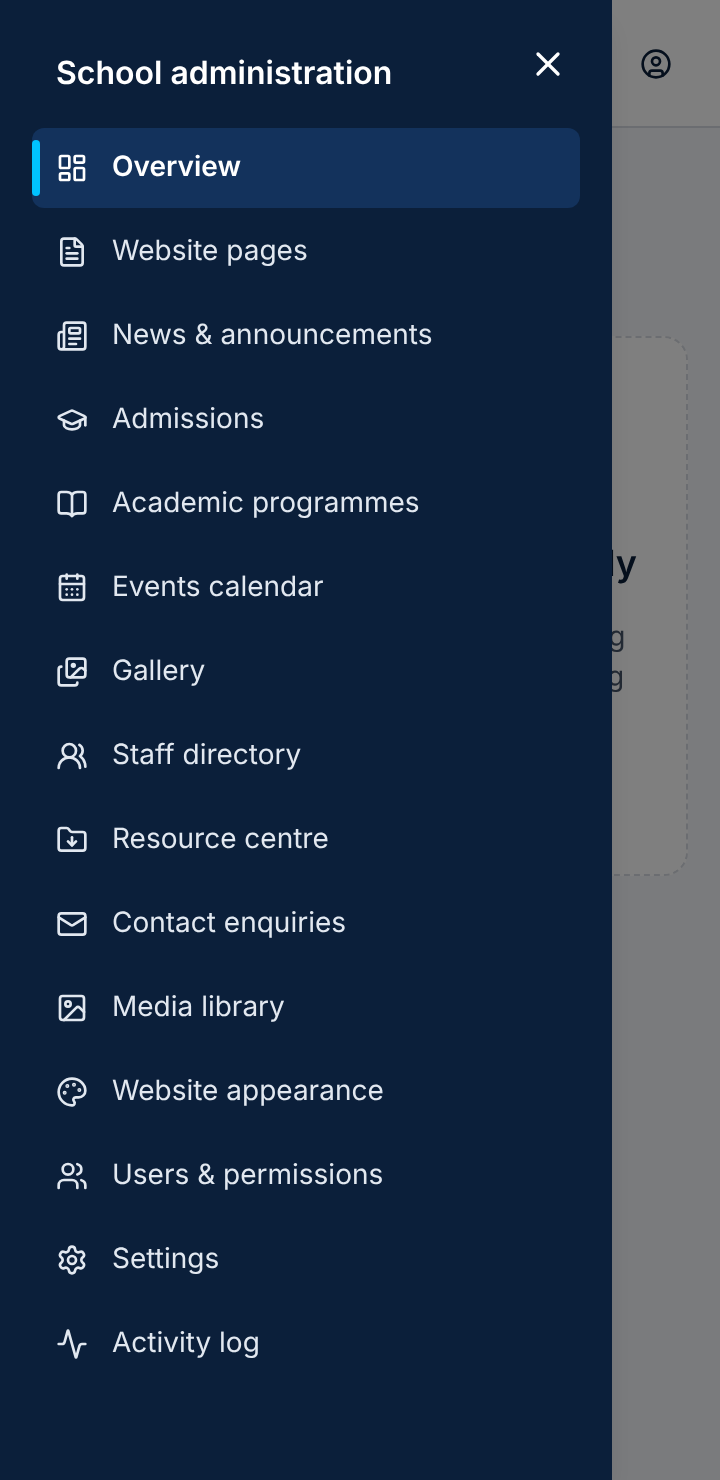 School administration
Overview
Website pages
News & announcements
Admissions
Academic programmes
Events calendar
Gallery
Staff directory
Resource centre
Contact enquiries
Media library
Website appearance
Users & permissions
Settings
Activity log